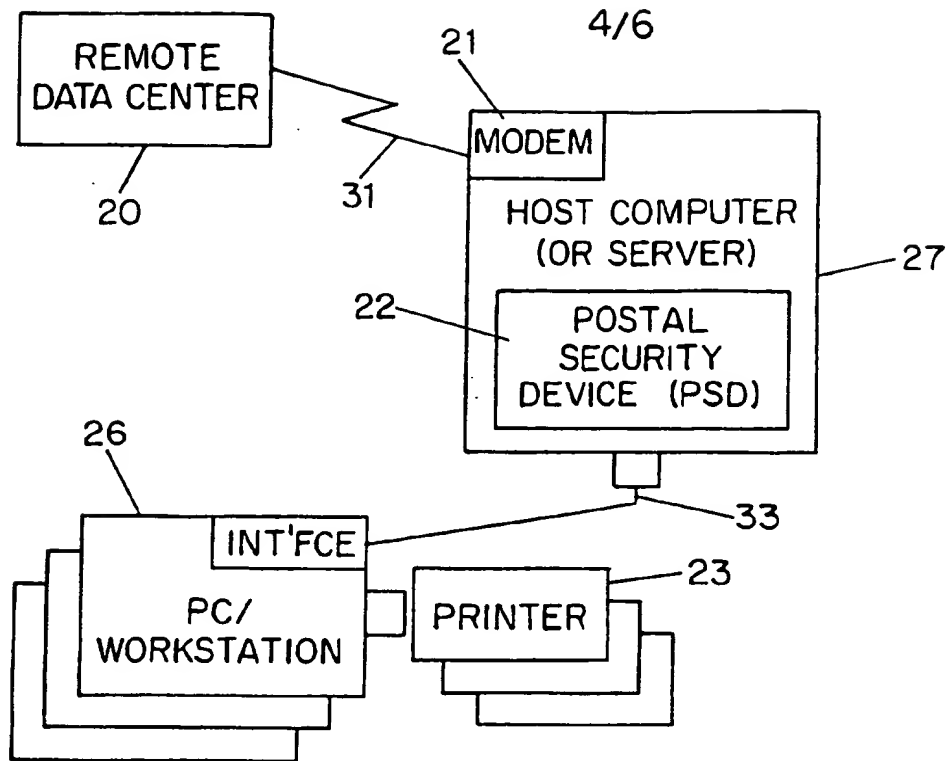 4/6
REMOTE
DATA CENTER
20
31
21
MODEM
HOST COMPUTER
(OR SERVER)
27
22
POSTAL
SECURITY
DEVICE (PSD)
33
26
INT'FCE
PC/
WORKSTATION
23
PRINTER